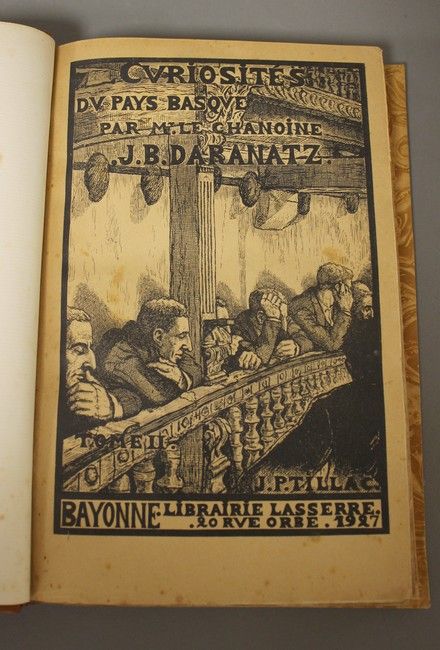 CVRIOSITÉS
DV PAYS BASQVE
PAR Mr LE CHANOINE
.J.B.DARANATZ.
TOME II
J.P.TILLAC
BAYONNE LIBRAIRIE LASSERRE.
.20 RVE ORBE. 1927